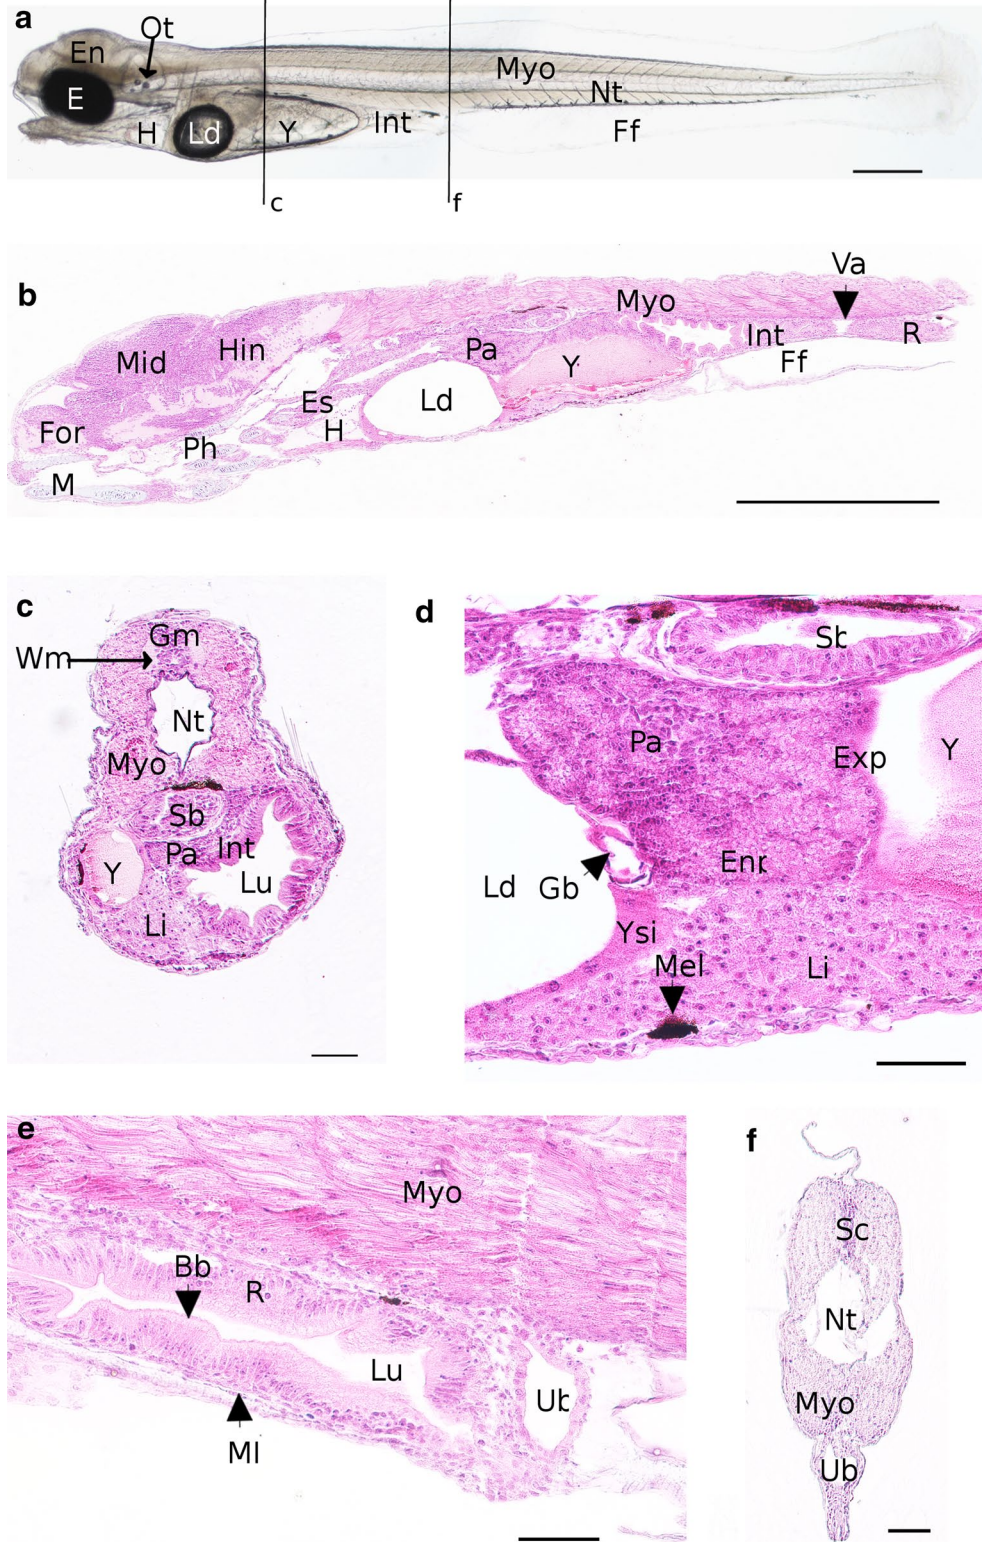 a
Ot
En
Myo
E
Nt
H
Ld
Y
Int
Ff
c
f
b
Va
Myo
Mid
Hin
Pa
Int
R
Y
Ff
Es
Ld
For
H
Ph
M
c
d
Gm
Wm
Nt
Myo
Sb
Int
Pa
Y
Lu
Li
Sb
Pa
Exp
Y
Enp
Ld
Gb
Ysi
Mel
Li
e
f
Myo
Bb
R
Lu
Ub
Ml
Sc
Nt
Myo
Ub